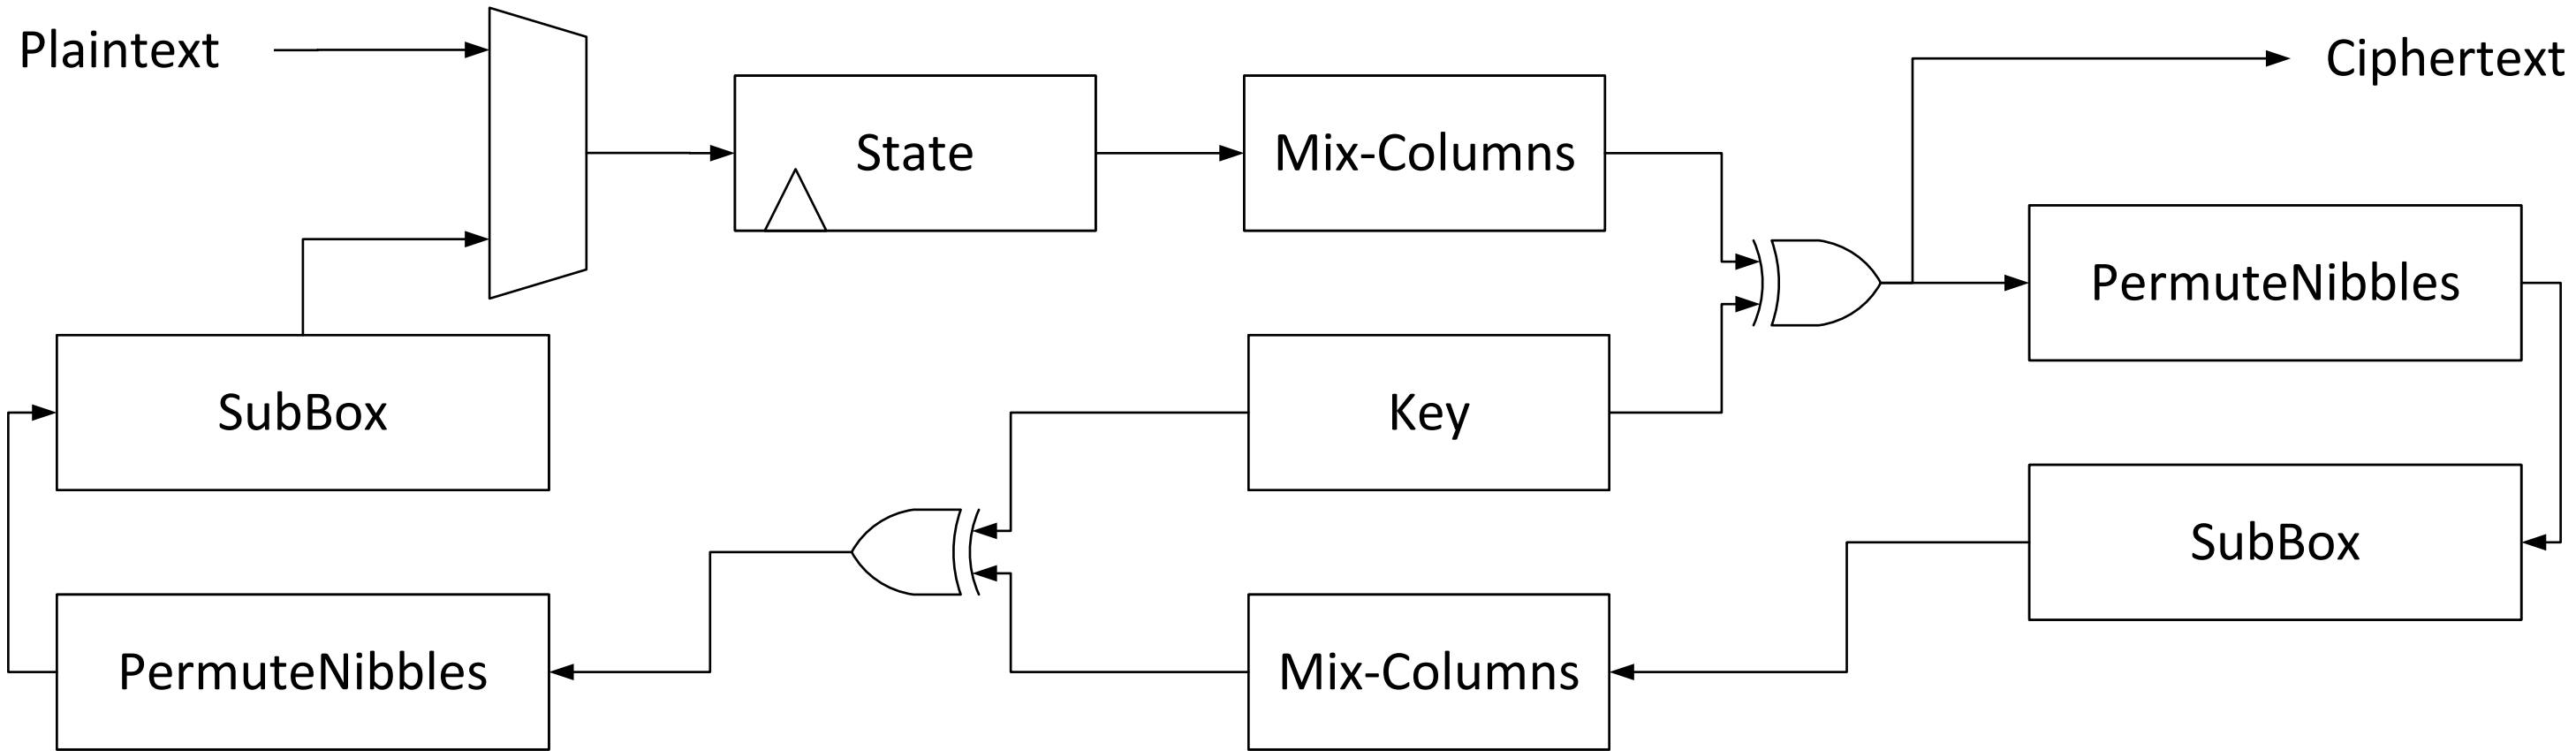 Plaintext
Ciphertext
State
Mix-Columns
PermuteNibbles
SubBox
Key
SubBox
PermuteNibbles
Mix-Columns